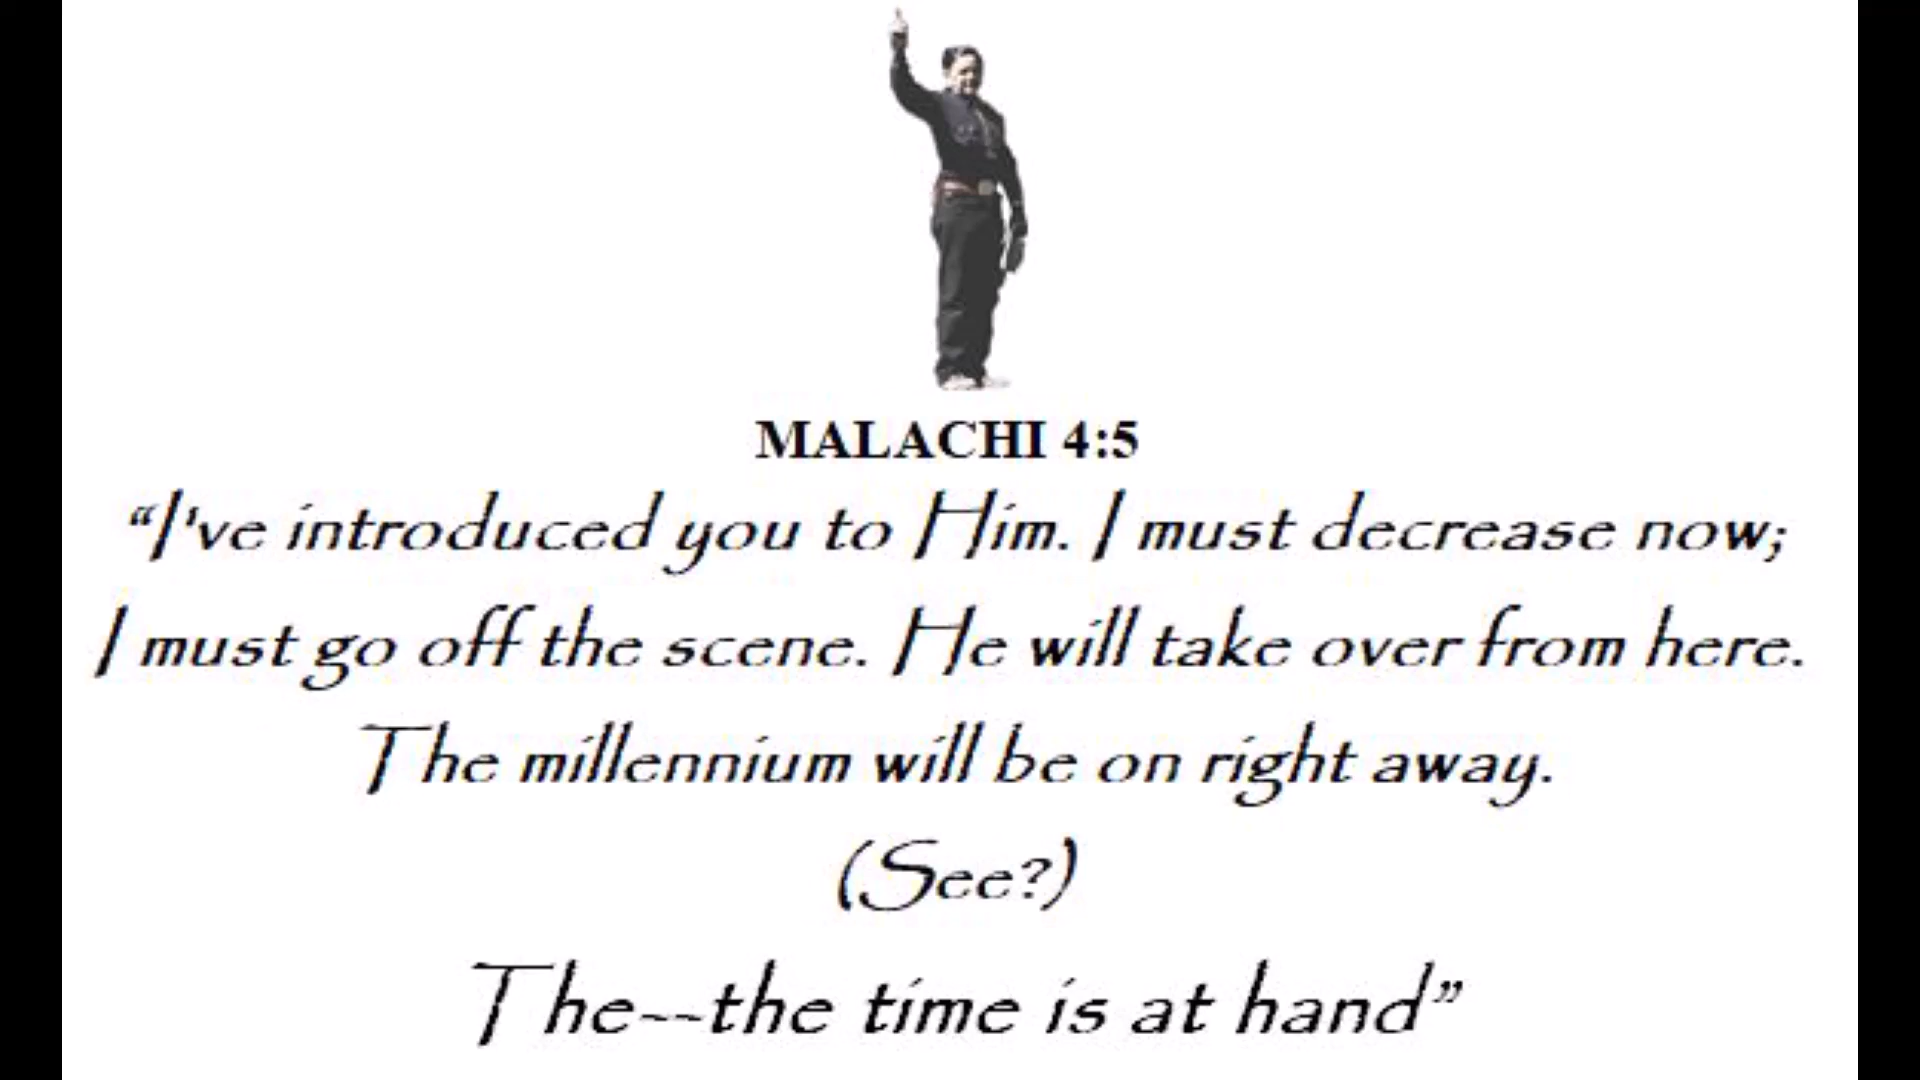 MALACHI 4:5
“I've introduced you to Him. I must decrease now;
I must go off the scene. He will take over from here.
The millennium will be on right away.
(See?)
The--the time is at hand”